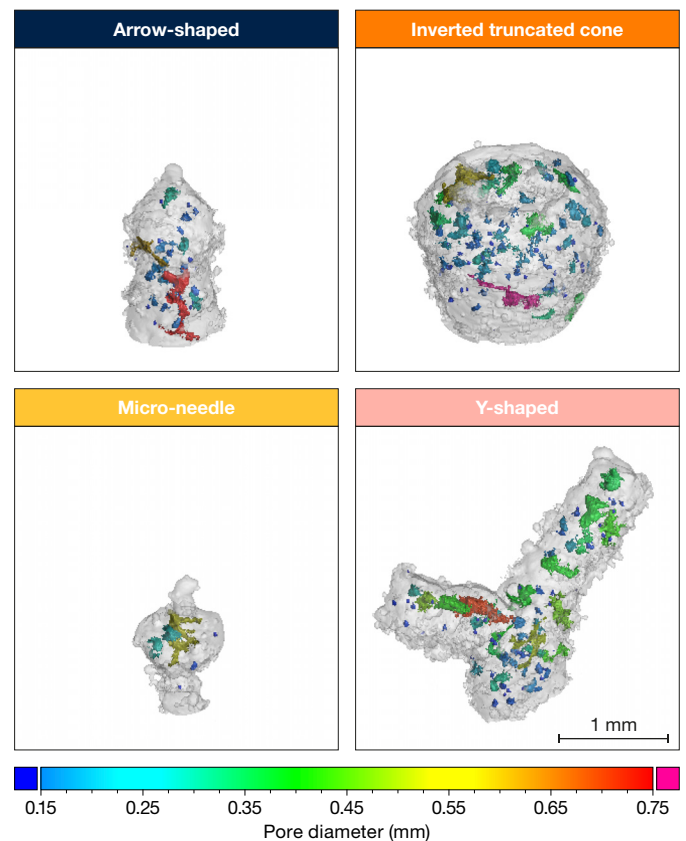 Arrow-shaped
Inverted truncated cone
Micro-needle
Y-shaped
1 mm
0.15 0.25 0.35 0.45 0.55 0.65 0.75
Pore diameter (mm)